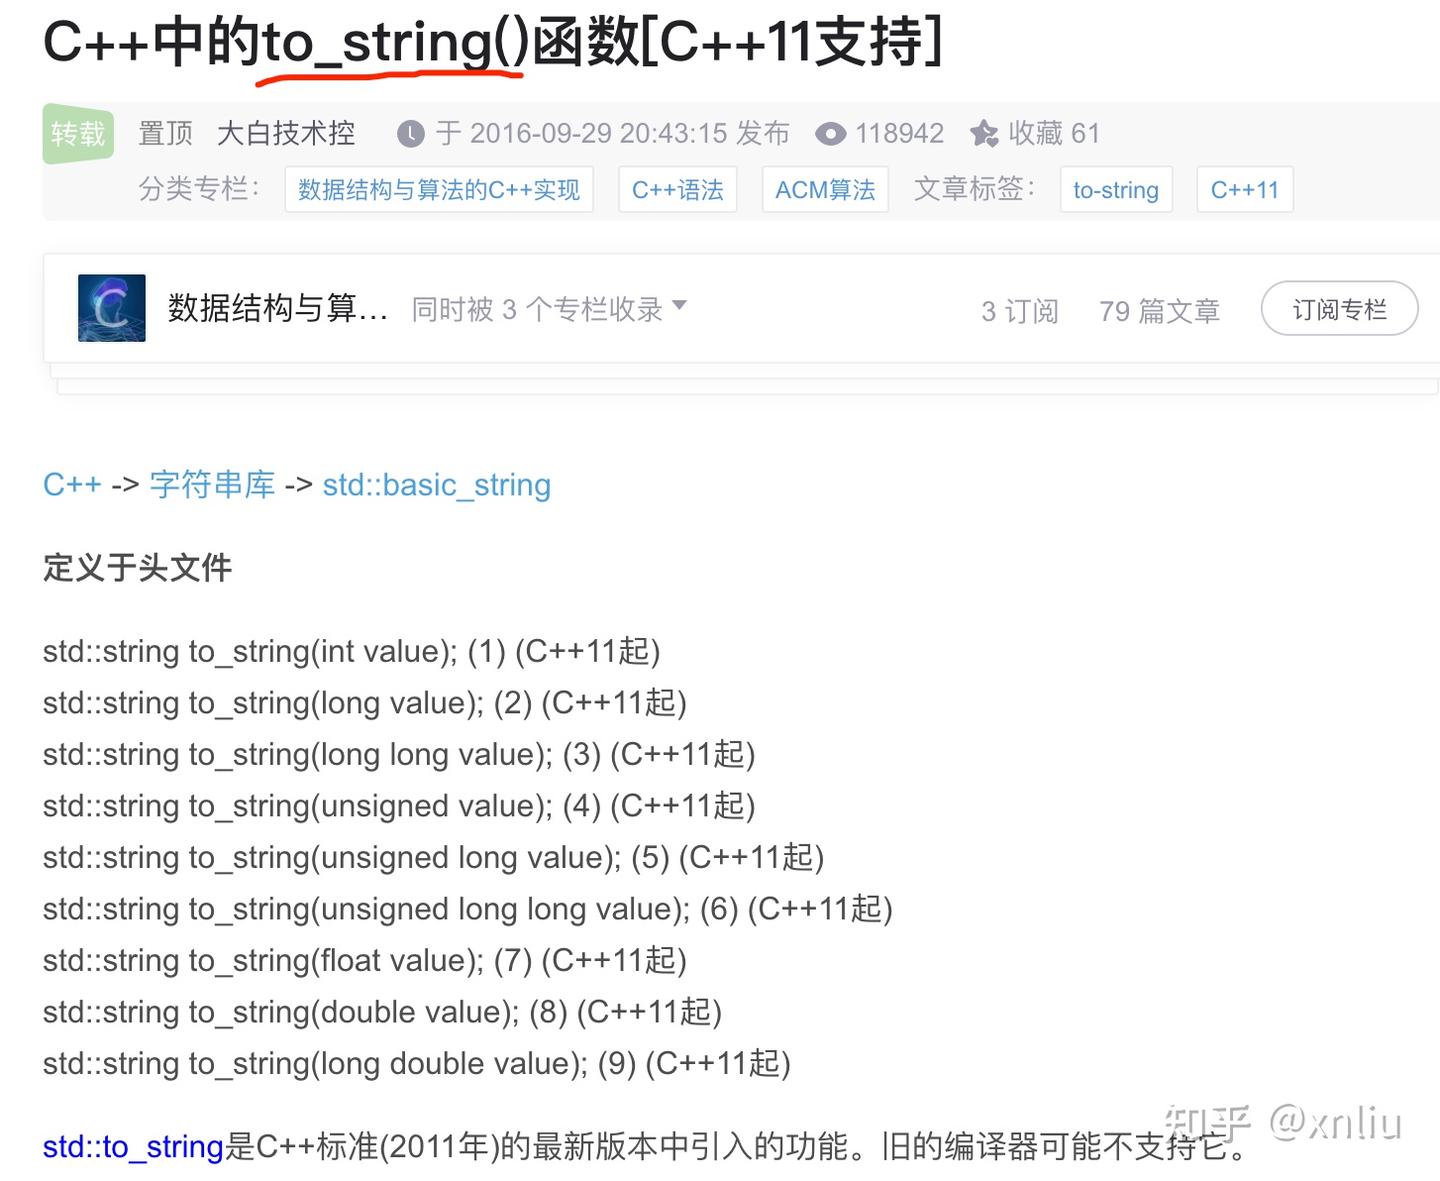 C++中的to_string()函数[C++11支持]
转载 置顶 大白技术控 于 2016-09-29 20:43:15 发布 118942 收藏 61
分类专栏： 数据结构与算法的C++实现 C++语法 ACM算法 文章标签： to-string C++11
数据结构与算... 同时被 3 个专栏收录 3 订阅 79 篇文章 订阅专栏
C++ -> 字符串库 -> std::basic_string
定义于头文件
std::string to_string(int value); (1) (C++11起)
std::string to_string(long value); (2) (C++11起)
std::string to_string(long long value); (3) (C++11起)
std::string to_string(unsigned value); (4) (C++11起)
std::string to_string(unsigned long value); (5) (C++11起)
std::string to_string(unsigned long long value); (6) (C++11起)
std::string to_string(float value); (7) (C++11起)
std::string to_string(double value); (8) (C++11起)
std::string to_string(long double value); (9) (C++11起)
知乎 @xnliu
std::to_string是C++标准(2011年)的最新版本中引入的功能。旧的编译器可能不支持它。